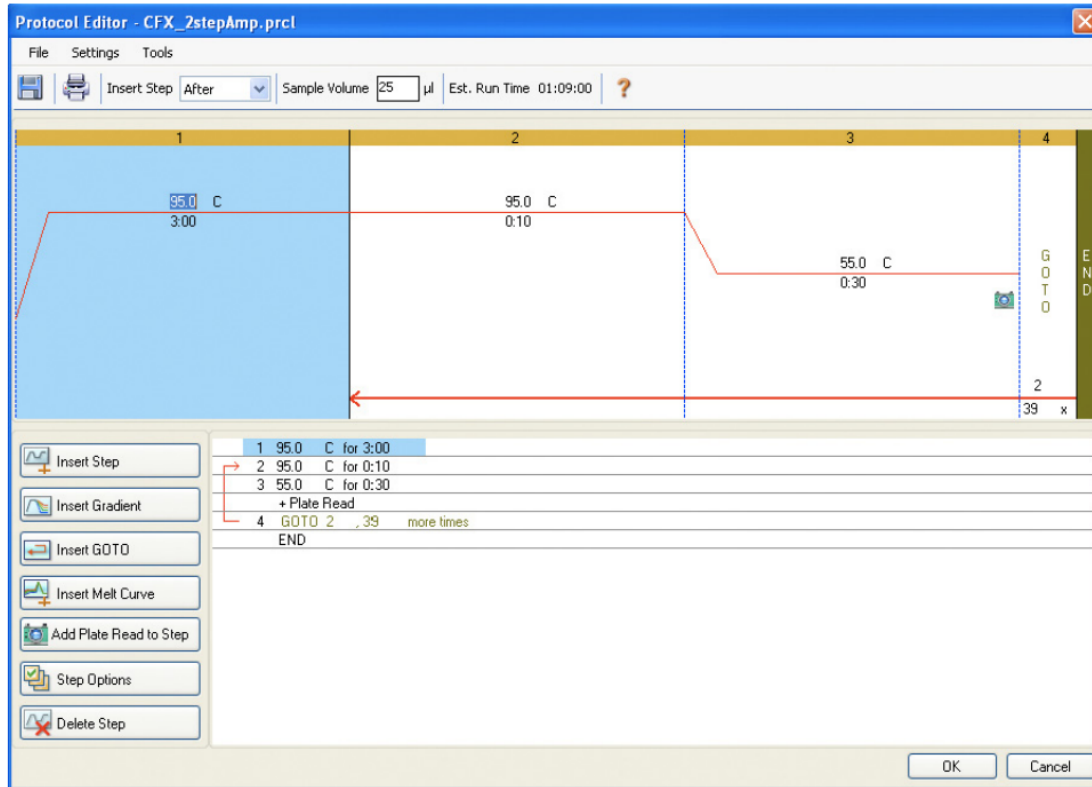 Protocol Editor - CFX_2stepAmp.prcl
File Settings Tools
Insert Step After Sample Volume 25 µl Est. Run Time 01:09:00 ?
1 2 3 4
95.0 C
3:00
95.0 C
0:10
55.0 C
0:30
GOTO
END
2
39 x
Insert Step
Insert Gradient
Insert GOTO
Insert Melt Curve
Add Plate Read to Step
Step Options
Delete Step
1 95.0 C for 3:00
2 95.0 C for 0:10
3 55.0 C for 0:30
+ Plate Read
4 GOTO 2 , 39 more times
END
OK Cancel